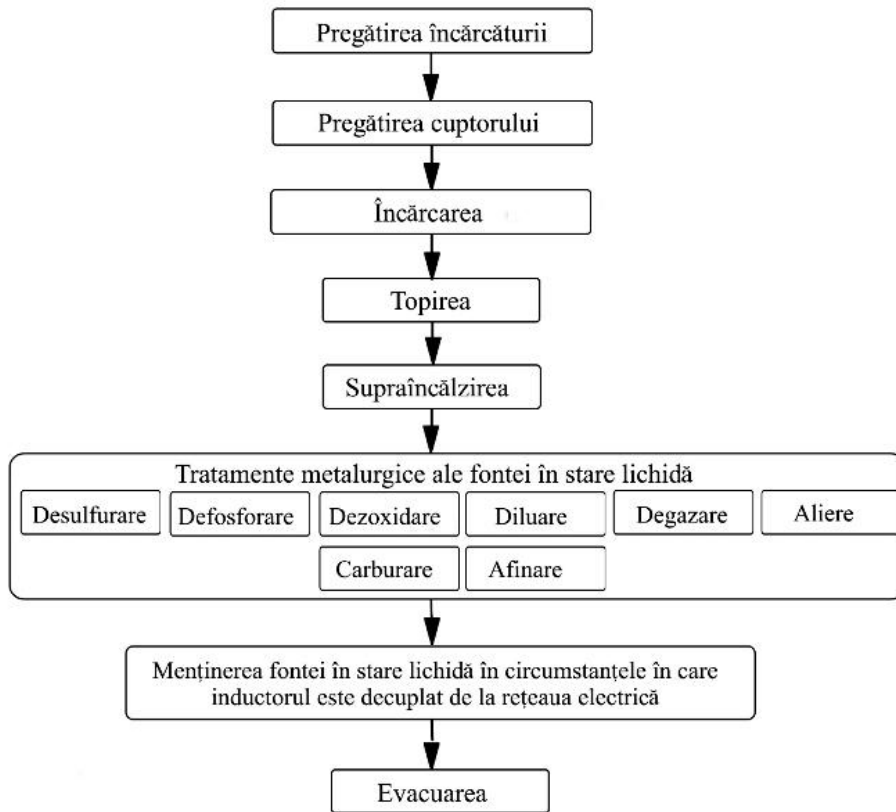 Pregătirea încărcăturii
Pregătirea cuptorului
Încărcarea
Topirea
Supraîncălzirea
Tratamente metalurgice ale fontei în stare lichidă
Desulfurare Defosforare Dezoxidare Diluare Degazare Aliere
Carburare Afinare
Menținerea fontei în stare lichidă în circumstanțele în care
inductorul este decuplat de la rețeaua electrică
Evacuarea